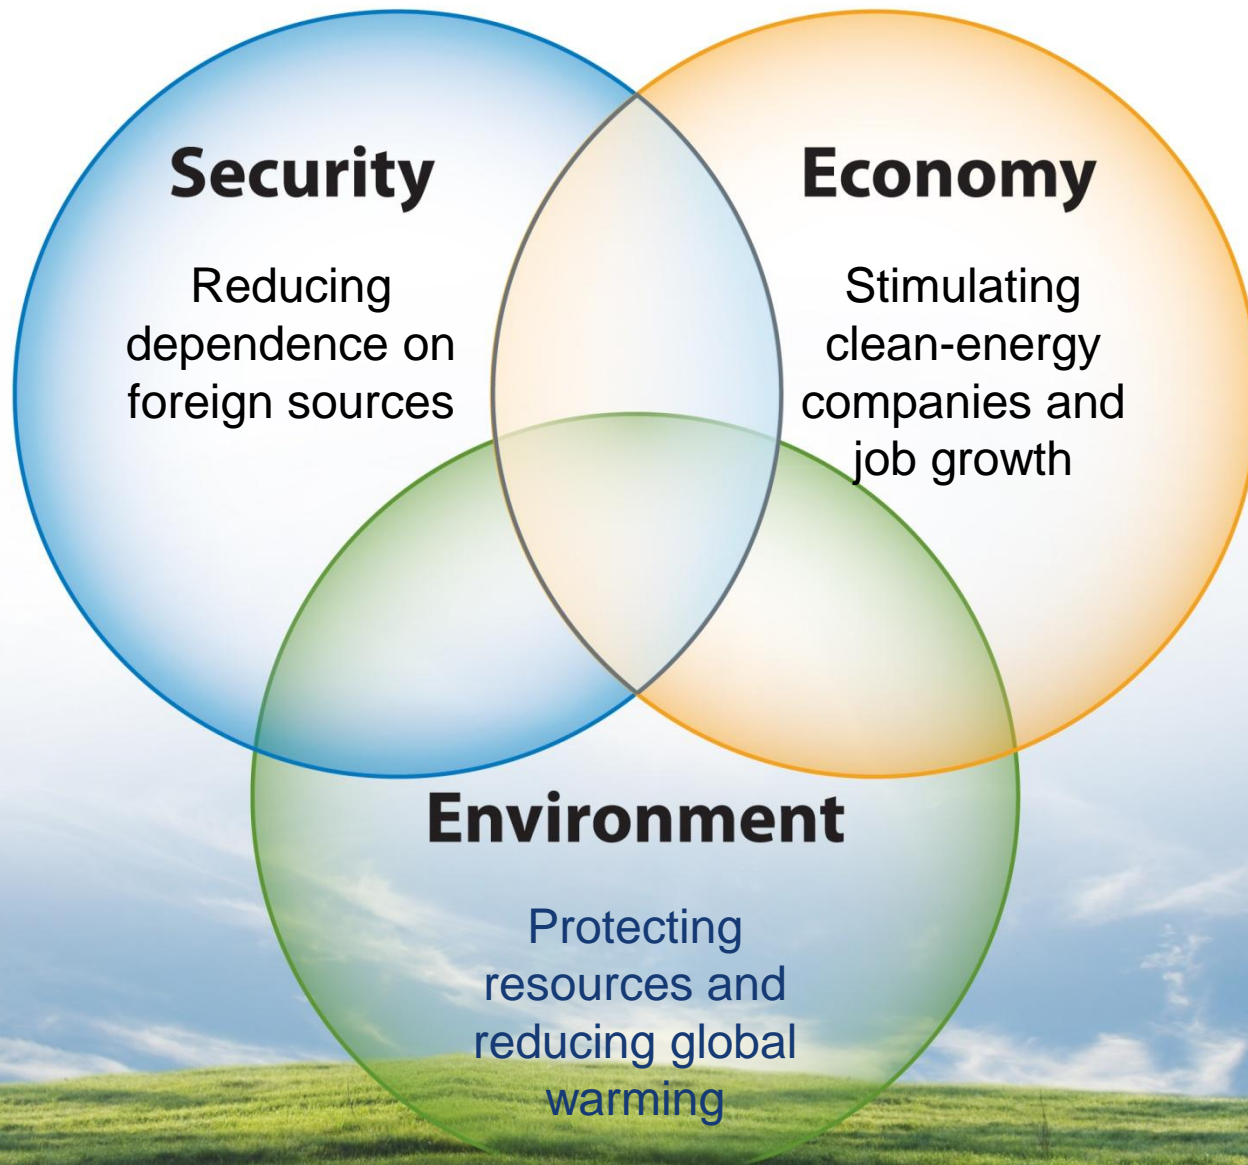 Security
Reducing
dependence on
foreign sources
Economy
Stimulating
clean-energy
companies and
job growth
Environment
Protecting
resources and
reducing global
warming